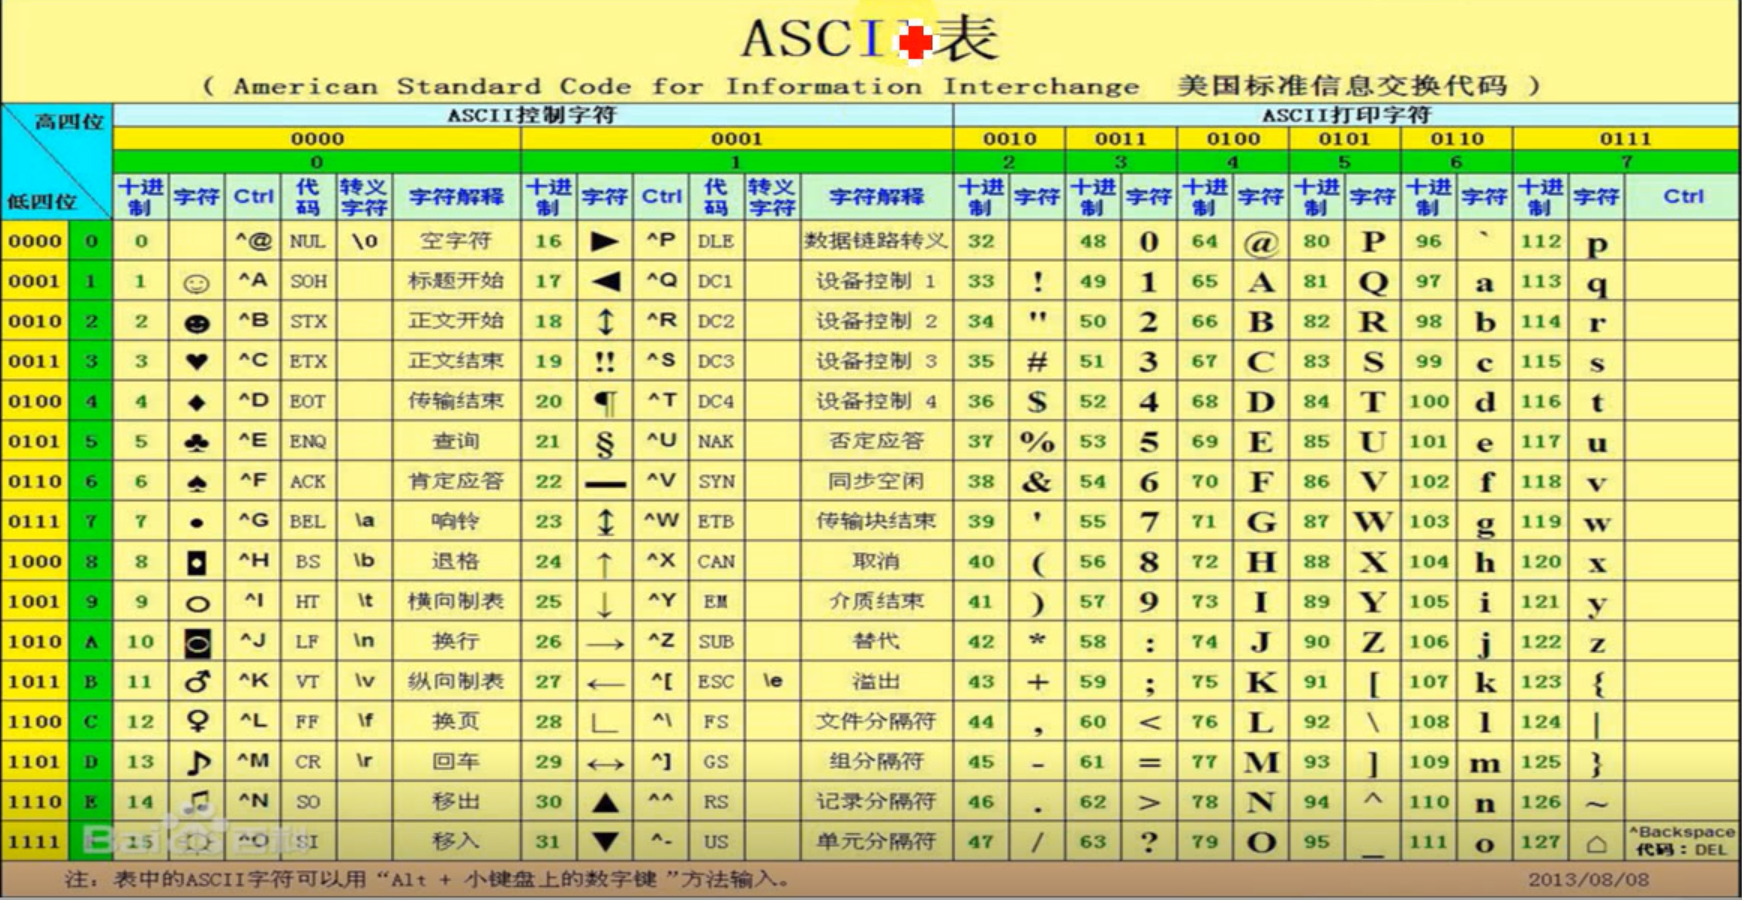 ASCII表
( American Standard Code for Information Interchange 美国标准信息交换代码 )
高四位 ASCII控制字符 ASCII打印字符
0000 0001 0010 0011 0100 0101 0110 0111
0 1 2 3 4 5 6 7
低四位 十进制 字符 Ctrl 代码 转义字符 字符解释 十进制 字符 Ctrl 代码 转义字符 字符解释 十进制 字符 十进制 字符 十进制 字符 十进制 字符 十进制 字符 十进制 字符 Ctrl
0000 0 0 ^@ NUL \0 空字符 16 ► ^P DLE 数据链路转义 32 48 0 64 @ 80 P 96 ` 112 p
0001 1 1 ☺ ^A SOH 标题开始 17 ◄ ^Q DC1 设备控制 1 33 ! 49 1 65 A 81 Q 97 a 113 q
0010 2 2 ☻ ^B STX 正文开始 18 ↕ ^R DC2 设备控制 2 34 " 50 2 66 B 82 R 98 b 114 r
0011 3 3 ♥ ^C ETX 正文结束 19 ‼ ^S DC3 设备控制 3 35 # 51 3 67 C 83 S 99 c 115 s
0100 4 4 ♦ ^D EOT 传输结束 20 ¶ ^T DC4 设备控制 4 36 $ 52 4 68 D 84 T 100 d 116 t
0101 5 5 ♣ ^E ENQ 查询 21 § ^U NAK 否定应答 37 % 53 5 69 E 85 U 101 e 117 u
0110 6 6 ♠ ^F ACK 肯定应答 22 ▬ ^V SYN 同步空闲 38 & 54 6 70 F 86 V 102 f 118 v
0111 7 7 • ^G BEL \a 响铃 23 ↨ ^W ETB 传输块结束 39 ' 55 7 71 G 87 W 103 g 119 w
1000 8 8 ◘ ^H BS \b 退格 24 ↑ ^X CAN 取消 40 ( 56 8 72 H 88 X 104 h 120 x
1001 9 9 ○ ^I HT \t 横向制表 25 ↓ ^Y EM 介质结束 41 ) 57 9 73 I 89 Y 105 i 121 y
1010 A 10 ◙ ^J LF \n 换行 26 → ^Z SUB 替代 42 * 58 : 74 J 90 Z 106 j 122 z
1011 B 11 ♂ ^K VT \v 纵向制表 27 ← ^[ ESC \e 溢出 43 + 59 ; 75 K 91 [ 107 k 123 {
1100 C 12 ♀ ^L FF \f 换页 28 ∟ ^\ FS 文件分隔符 44 , 60 < 76 L 92 \ 108 l 124 |
1101 D 13 ♪ ^M CR \r 回车 29 ↔ ^] GS 组分隔符 45 - 61 = 77 M 93 ] 109 m 125 }
1110 E 14 ♫ ^N SO 移出 30 ▲ ^^ RS 记录分隔符 46 . 62 > 78 N 94 ^ 110 n 126 ~
1111 15 ☼ ^O SI 移入 31 ▼ ^- US 单元分隔符 47 / 63 ? 79 O 95 _ 111 o 127 ⌂ ^Backspace 代码：DEL
Baidu百科
注：表中的ASCII字符可以用“Alt + 小键盘上的数字键”方法输入。 2013/08/08